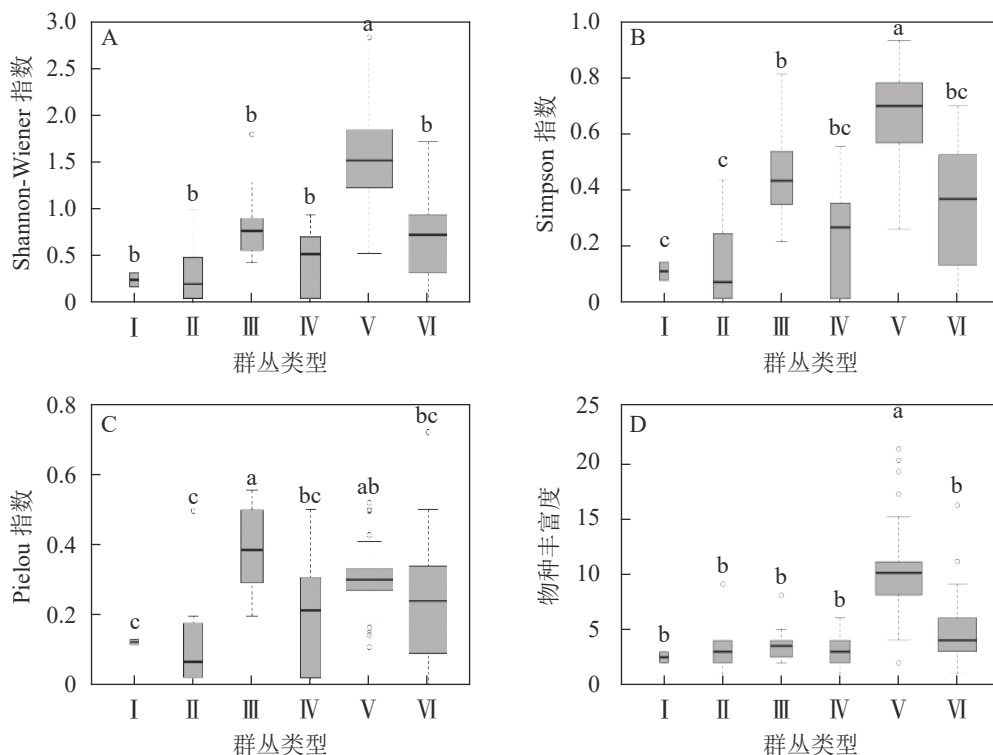 A
Shannon-Wiener 指数
3.0
2.5
2.0
1.5
1.0
0.5
0
b
b
b
b
a
b
Ⅰ
Ⅱ
Ⅲ
Ⅳ
Ⅴ
Ⅵ
群丛类型
B
Simpson 指数
1.0
0.8
0.6
0.4
0.2
0
c
c
b
bc
a
bc
Ⅰ
Ⅱ
Ⅲ
Ⅳ
Ⅴ
Ⅵ
群丛类型
C
Pielou 指数
0.8
0.6
0.4
0.2
0
c
c
a
bc
ab
bc
Ⅰ
Ⅱ
Ⅲ
Ⅳ
Ⅴ
Ⅵ
群丛类型
D
物种丰富度
25
20
15
10
5
0
b
b
b
b
a
b
Ⅰ
Ⅱ
Ⅲ
Ⅳ
Ⅴ
Ⅵ
群丛类型